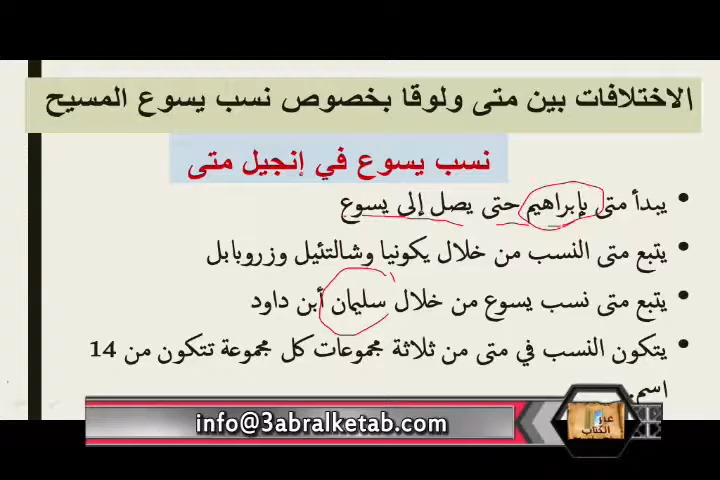 الاختلافات بين متى ولوقا بخصوص نسب يسوع المسيح
نسب يسوع في إنجيل متى
• يبدأ متى بإبراهيم حتى يصل إلى يسوع
• يتبع متى النسب من خلال يكونيا وشالتئيل وزروبابل
• يتبع متى نسب يسوع من خلال سليمان أبن داود
• يتكون النسب في متى من ثلاثة مجموعات كل مجموعة تتكون من 14
اسم.
info@3abralketab.com
عبر
الكتاب